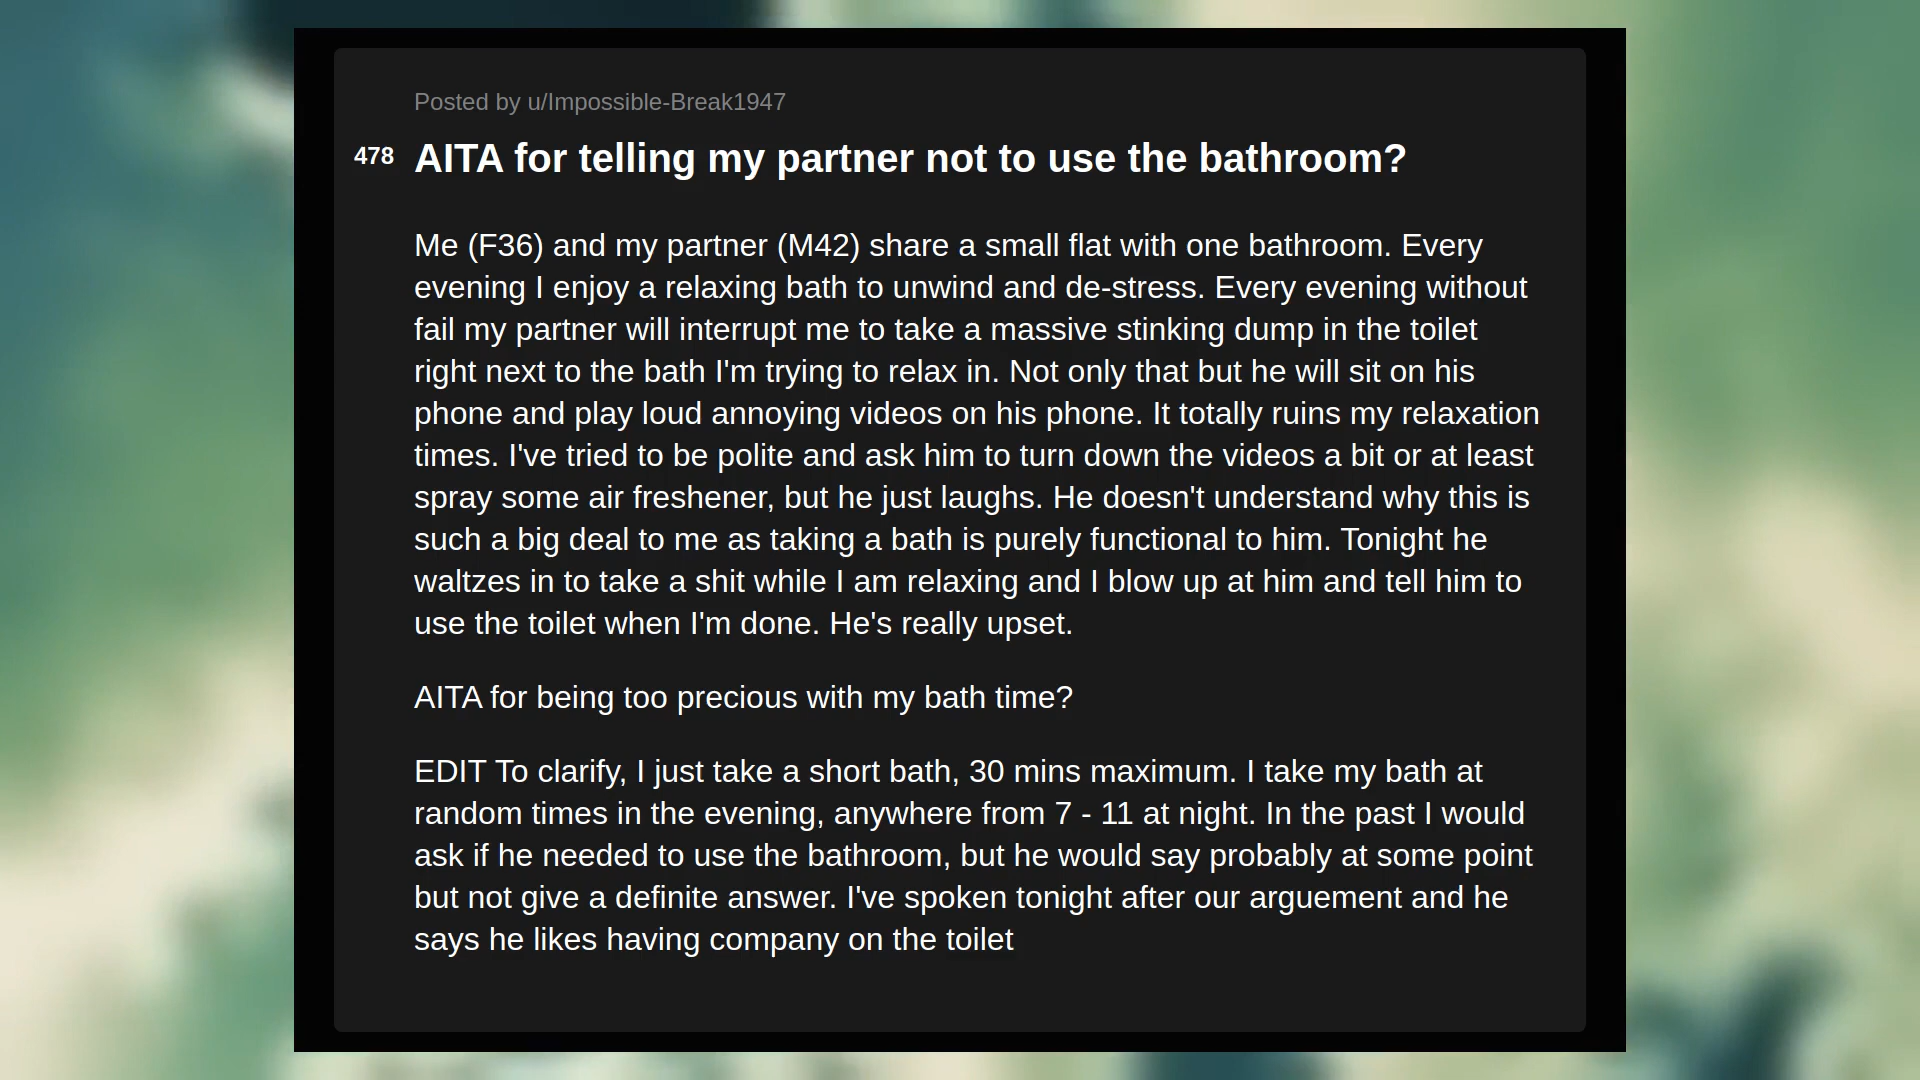 Posted by u/Impossible-Break1947
478 AITA for telling my partner not to use the bathroom?
Me (F36) and my partner (M42) share a small flat with one bathroom. Every
evening I enjoy a relaxing bath to unwind and de-stress. Every evening without
fail my partner will interrupt me to take a massive stinking dump in the toilet
right next to the bath I'm trying to relax in. Not only that but he will sit on his
phone and play loud annoying videos on his phone. It totally ruins my relaxation
times. I've tried to be polite and ask him to turn down the videos a bit or at least
spray some air freshener, but he just laughs. He doesn't understand why this is
such a big deal to me as taking a bath is purely functional to him. Tonight he
waltzes in to take a shit while I am relaxing and I blow up at him and tell him to
use the toilet when I'm done. He's really upset.
AITA for being too precious with my bath time?
EDIT To clarify, I just take a short bath, 30 mins maximum. I take my bath at
random times in the evening, anywhere from 7 - 11 at night. In the past I would
ask if he needed to use the bathroom, but he would say probably at some point
but not give a definite answer. I've spoken tonight after our arguement and he
says he likes having company on the toilet